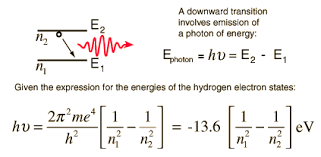 A downward transition
involves emission of
a photon of energy:
E₂
n₂
E_photon = hυ = E₂ - E₁
n₁
E₁
Given the expression for the energies of the hydrogen electron states:
hυ = 2π²me⁴/h² [1/n₁² - 1/n₂²] = -13.6 [1/n₁² - 1/n₂²] eV